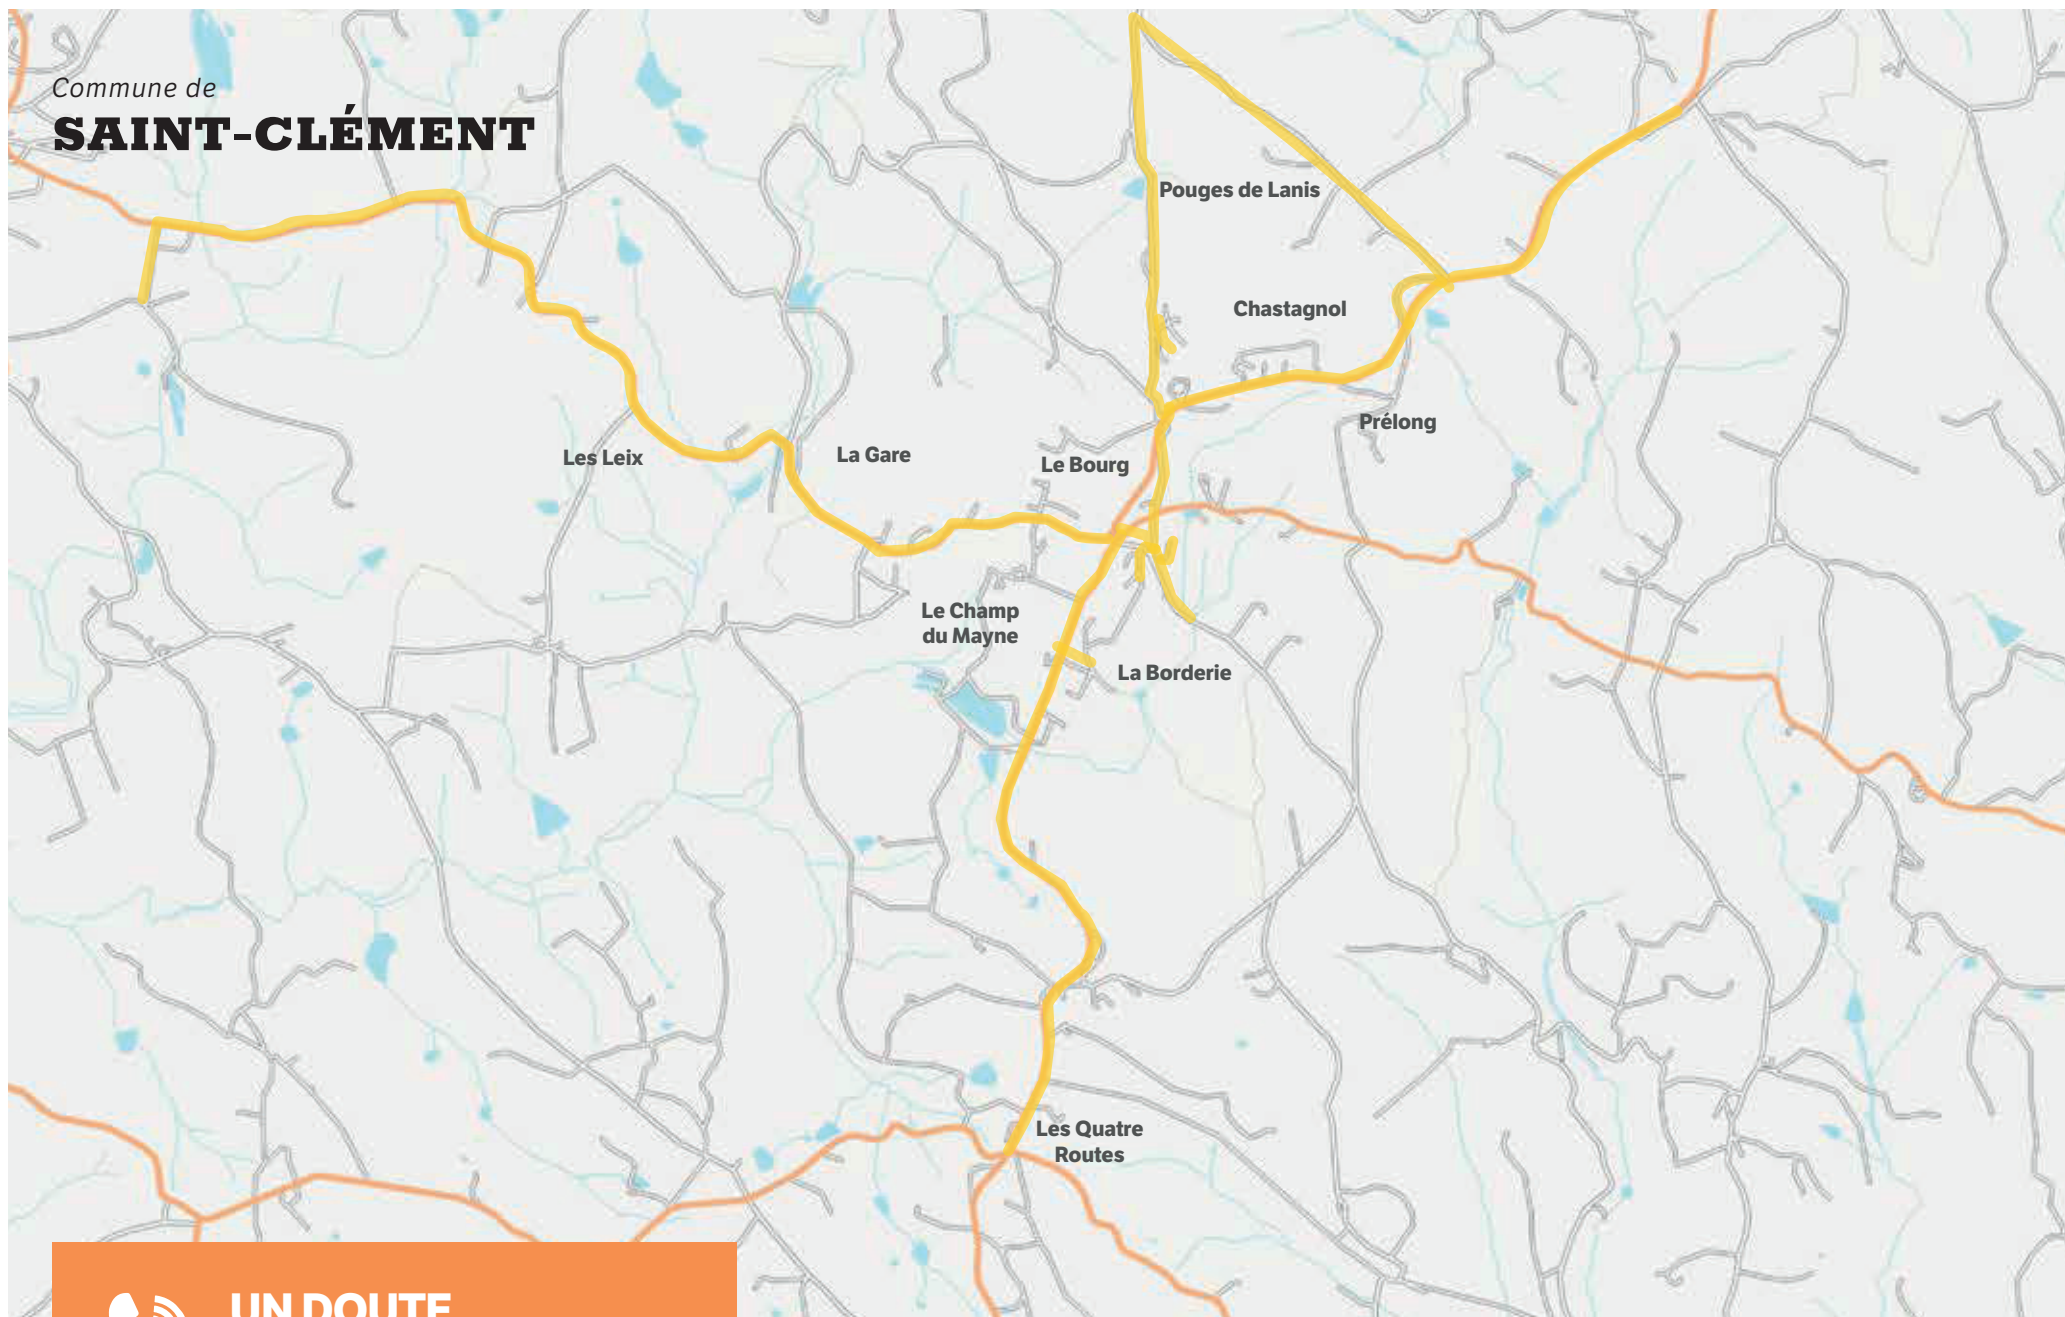 Commune de
SAINT-CLÉMENT
Pouges de Lanis
Chastagnol
Prélong
Les Leix
La Gare
Le Bourg
Le Champ
du Mayne
La Borderie
Les Quatre
Routes
UN DOUTE